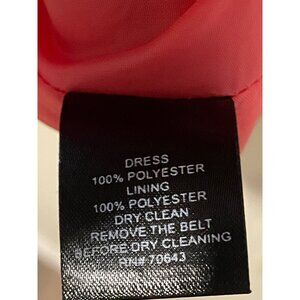 DRESS
100% POLYESTER
LINING
100% POLYESTER
DRY CLEAN
REMOVE THE BELT
BEFORE DRY CLEANING
RN# 70643